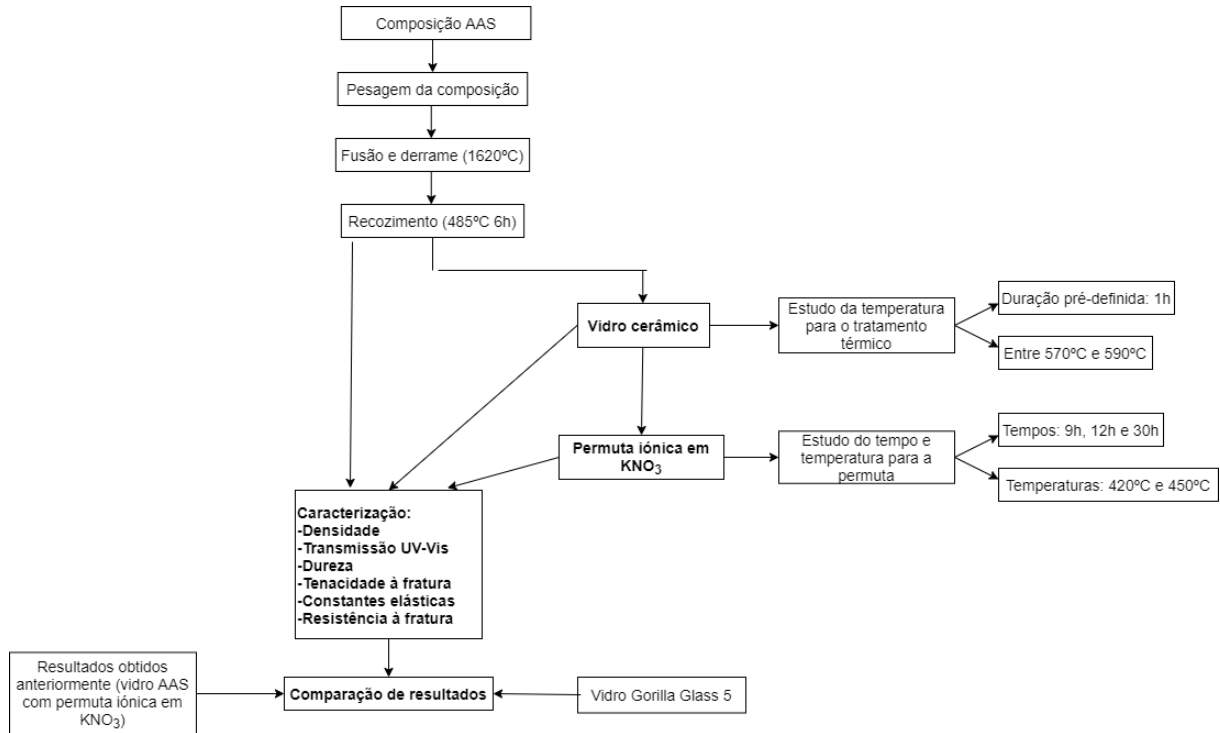 Composição AAS
Pesagem da composição
Fusão e derrame (1620ºC)
Recozimento (485ºC 6h)
Vidro cerâmico
Estudo da temperatura
para o tratamento
térmico
Duração pré-definida: 1h
Entre 570ºC e 590ºC
Permuta iónica em
KNO3
Estudo do tempo e
temperatura para a
permuta
Tempos: 9h, 12h e 30h
Temperaturas: 420ºC e 450ºC
Caracterização:
-Densidade
-Transmissão UV-Vis
-Dureza
-Tenacidade à fratura
-Constantes elásticas
-Resistência à fratura
Resultados obtidos
anteriormente (vidro AAS
com permuta iónica em
KNO3)
Comparação de resultados
Vidro Gorilla Glass 5